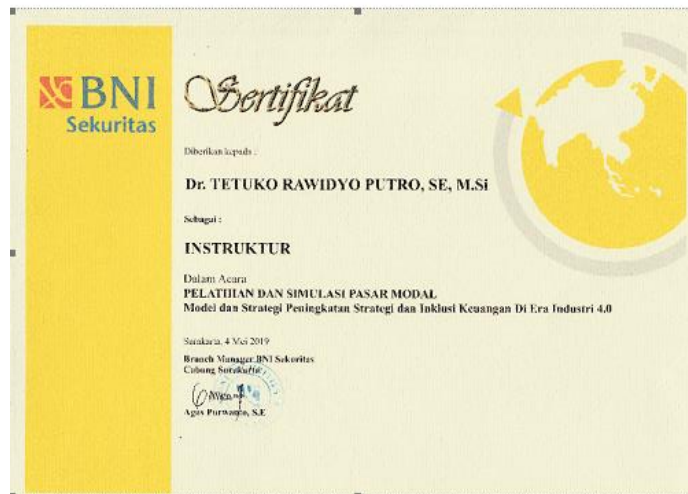 BNI
Sekuritas
Sertifikat
Diberikan kepada :
Dr. TETUKO RAWIDYO PUTRO, SE, M.Si
Sebagai :
INSTRUKTUR
Dalam Acara
PELATIHAN DAN SIMULASI PASAR MODAL
Model dan Strategi Peningkatan Strategi dan Inklusi Keuangan Di Era Industri 4.0
Surakarta, 4 Mei 2019
Branch Manager BNI Sekuritas
Cabang Surakarta
Agus Purwanto, S.E